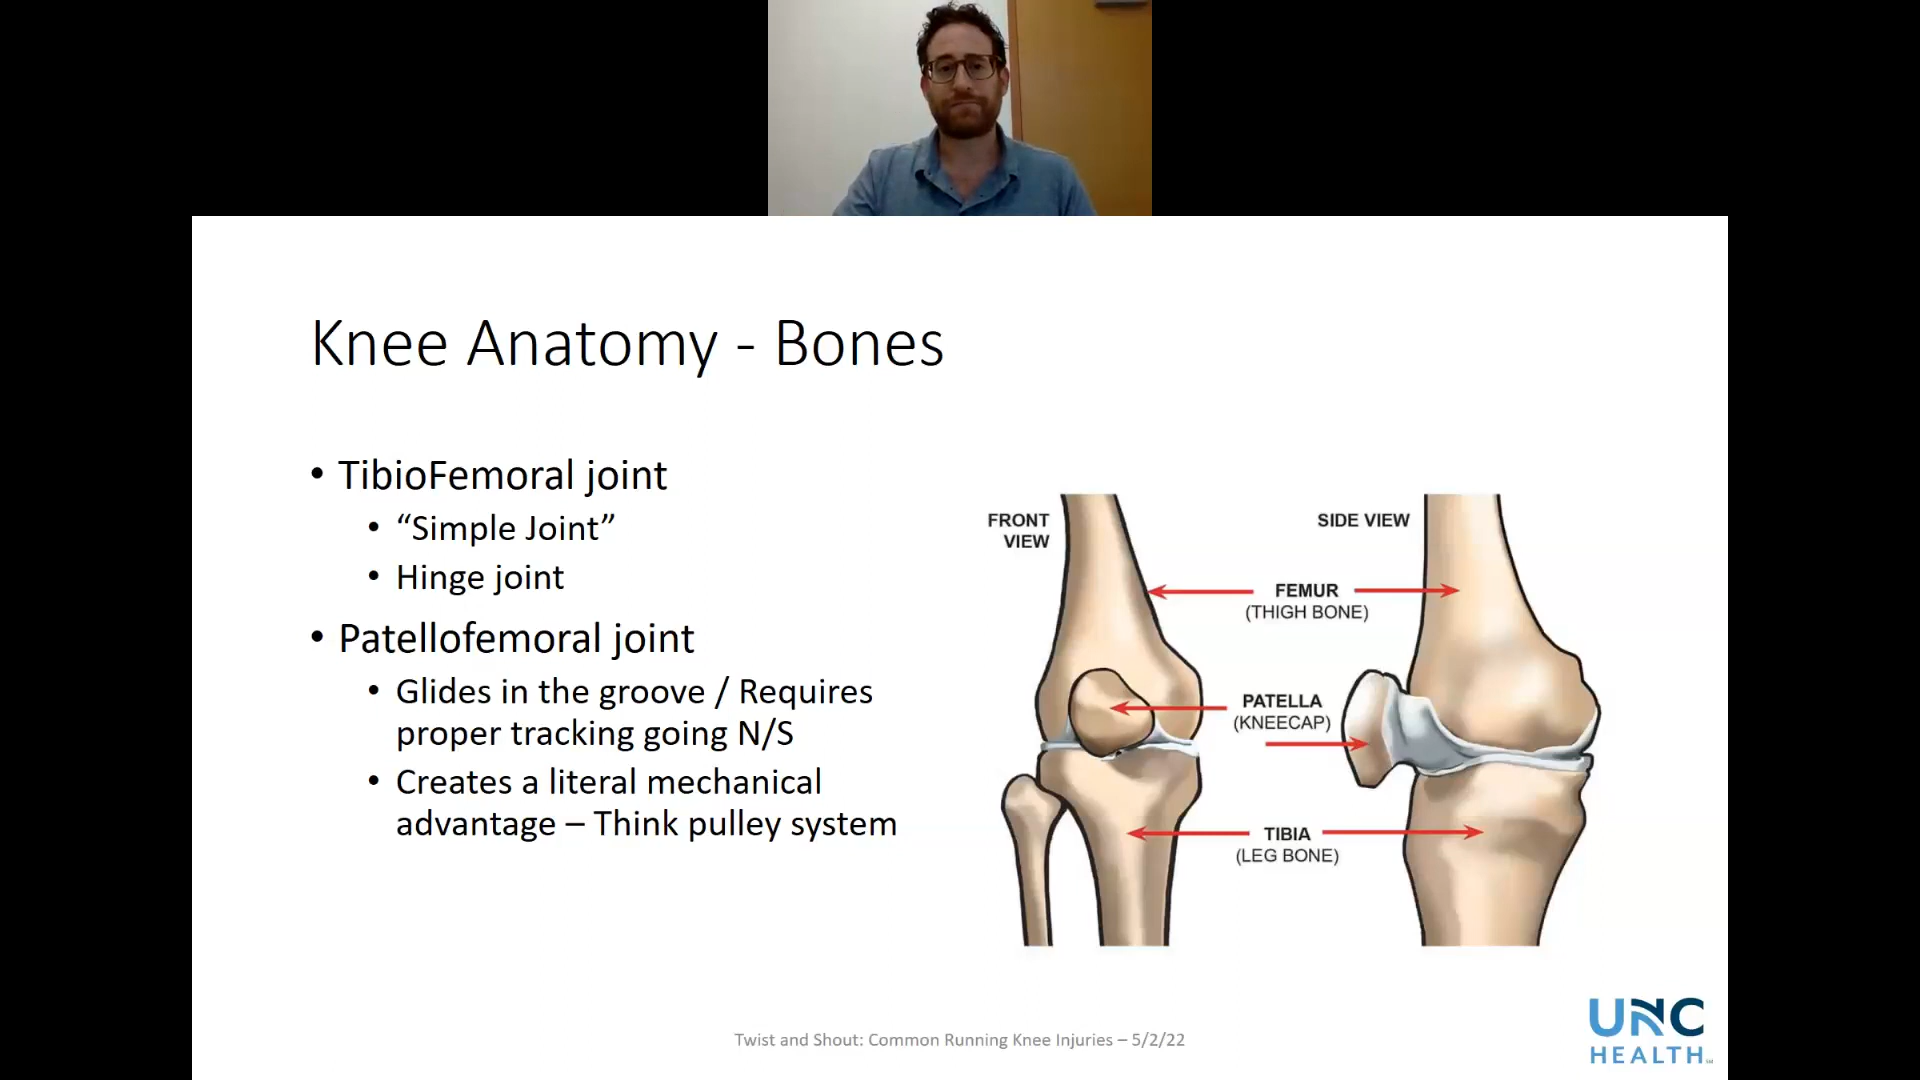 Knee Anatomy - Bones
• TibioFemoral joint
• “Simple Joint”
• Hinge joint
• Patellofemoral joint
• Glides in the groove / Requires
proper tracking going N/S
• Creates a literal mechanical
advantage – Think pulley system
FRONT
VIEW
SIDE VIEW
FEMUR
(THIGH BONE)
PATELLA
(KNEECAP)
TIBIA
(LEG BONE)
Twist and Shout: Common Running Knee Injuries – 5/2/22
UNC
HEALTH